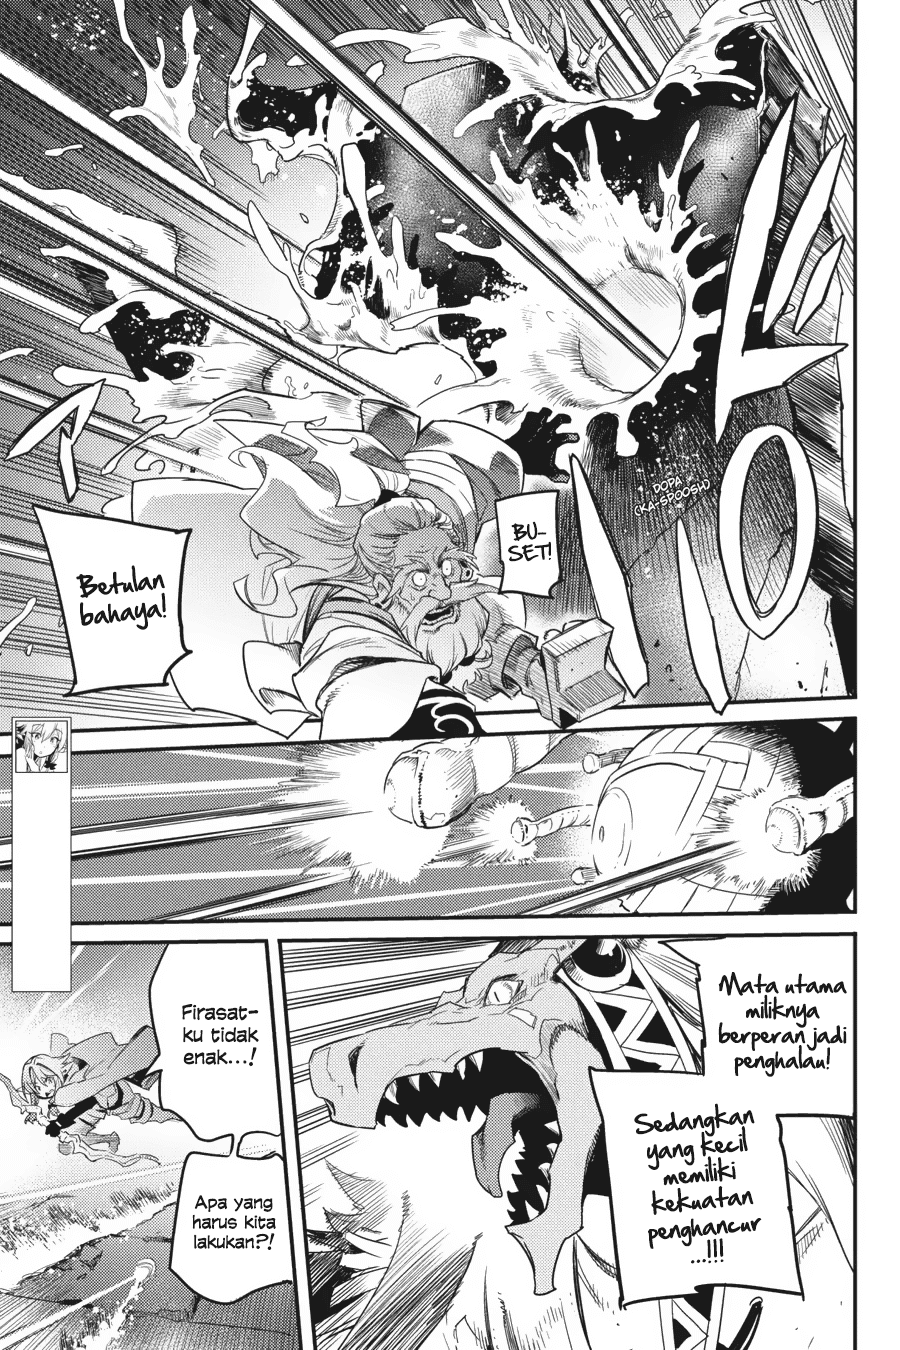 DOPA
(KA-SPOOSH)
BU-
SET!
Betulan
bahaya!
Mata utama
miliknya
berperan jadi
penghalau!
Sedangkan
yang kecil
memiliki
kekuatan
penghancur
...!!!
Firasat-
ku tidak
enak...!
Apa yang
harus kita
lakukan?!